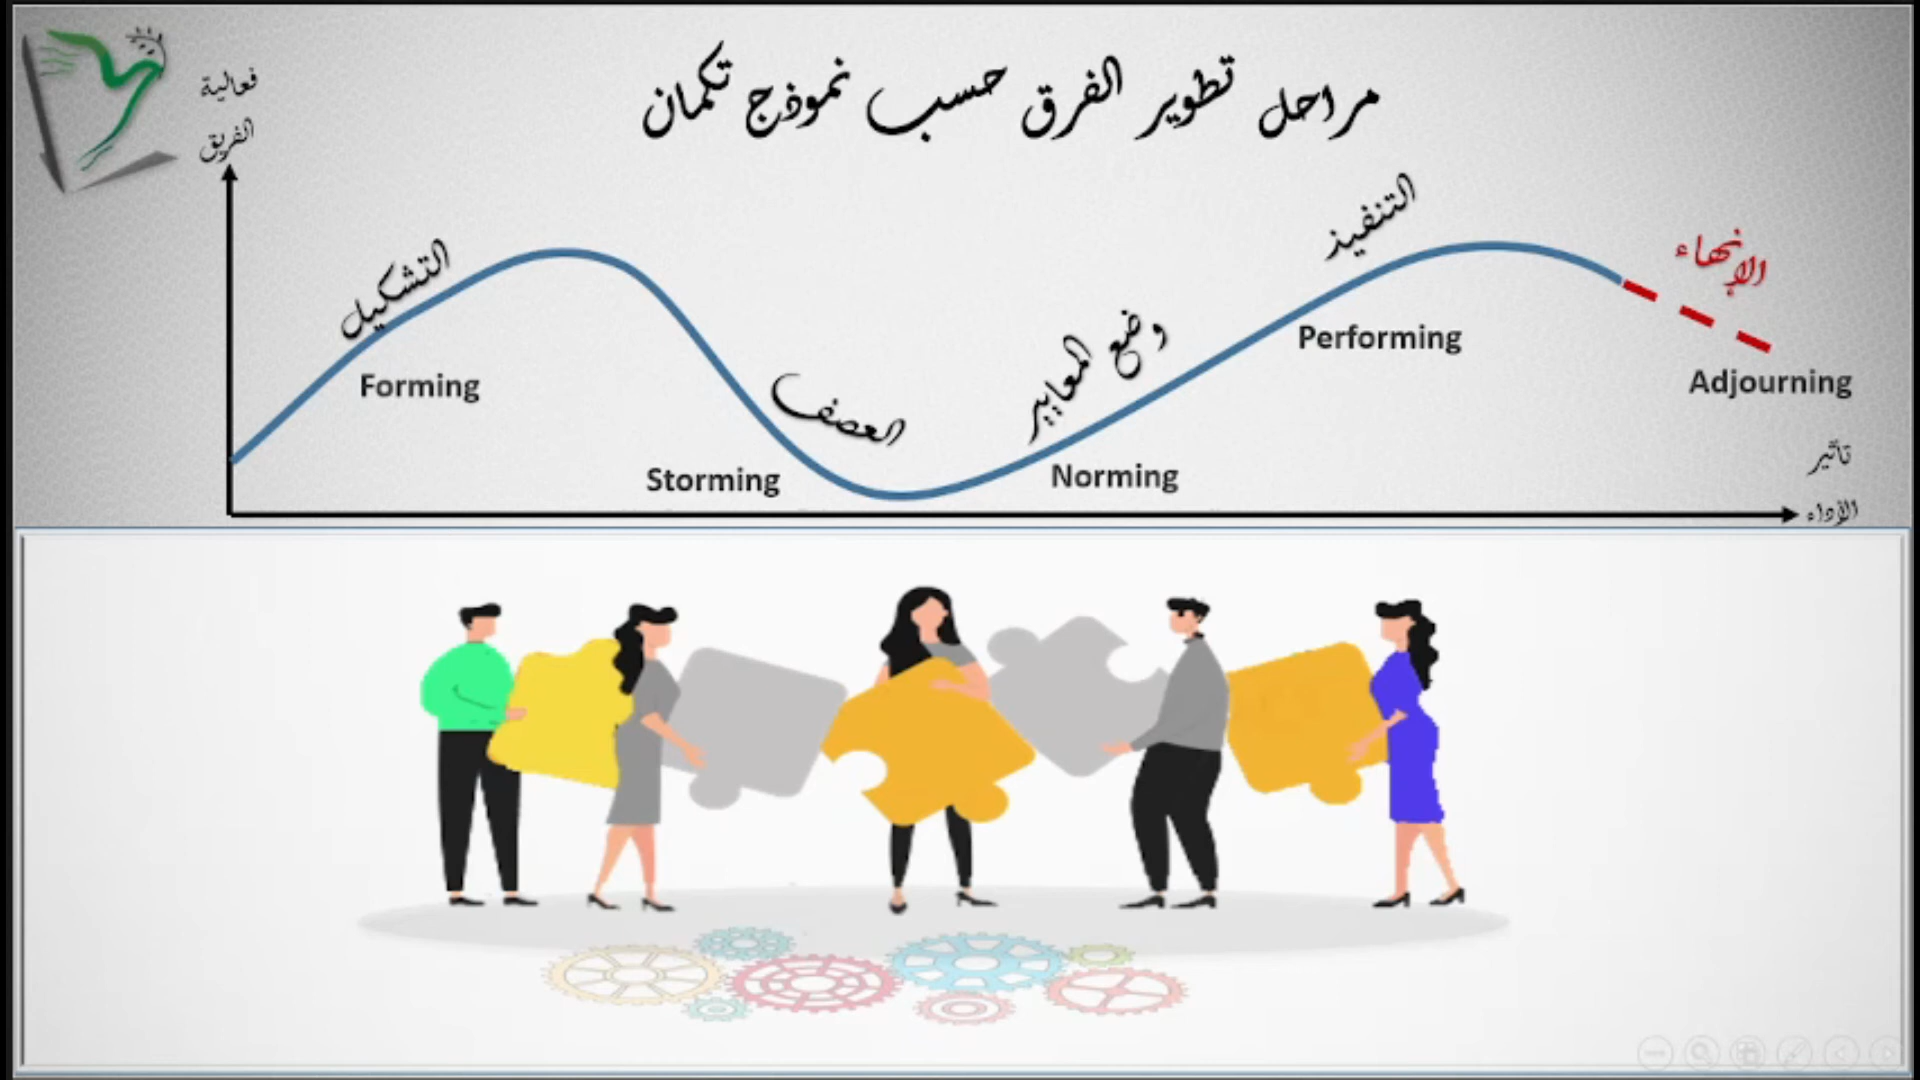 مراحل تطوير الفرق حسب نموذج تكمان
فعالية
الفريق
التشكيل
Forming
العصف
Storming
وضع المعايير
Norming
التنفيذ
Performing
الإنهاء
Adjourning
تأثير
الأداء